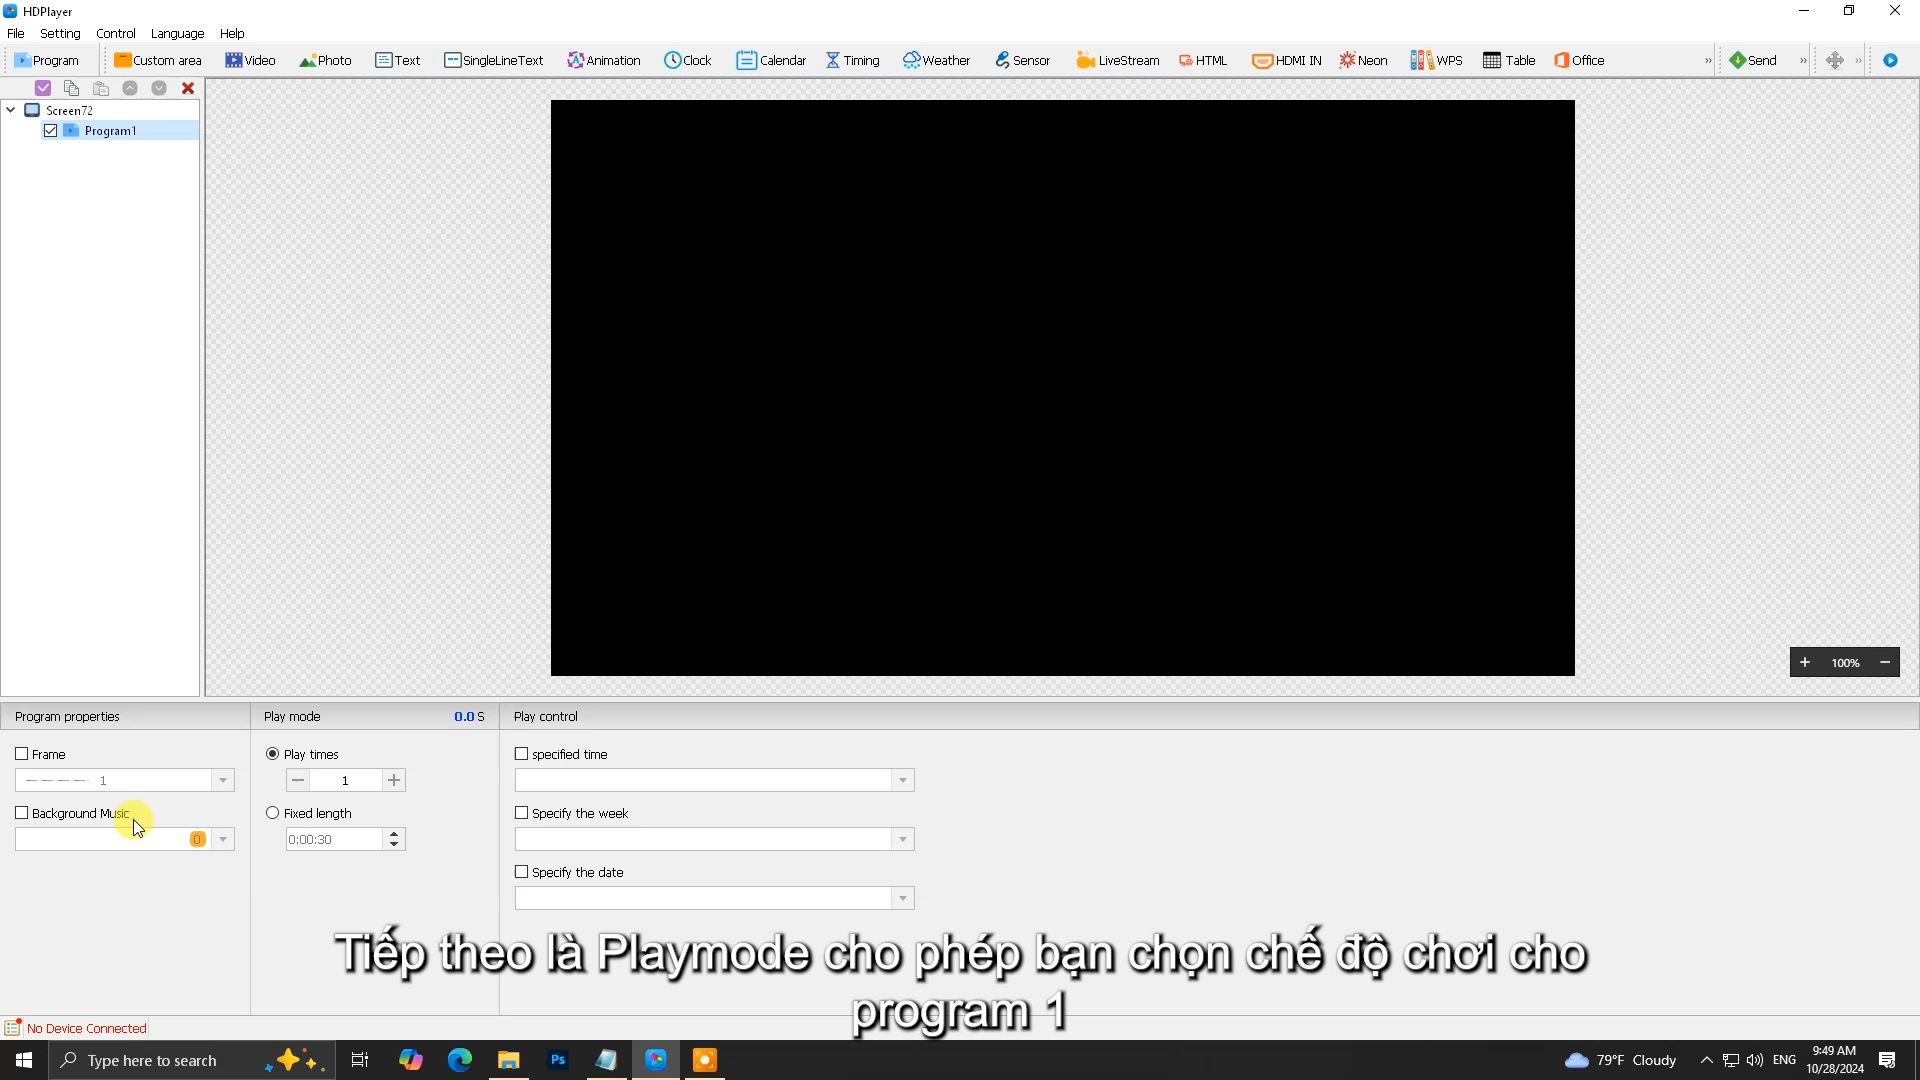 HDPlayer
File Setting Control Language Help
Program Custom area Video Photo Text SingleLineText Animation Clock Calendar Timing Weather Sensor LiveStream HTML HDMI IN Neon WPS Table Office » Send » »
Screen72
Program1
+ 100% −
Program properties Play mode 0.0 S Play control
Frame Play times specified time
1 1
Background Music Fixed length Specify the week
0 0:00:30
Specify the date
Tiếp theo là Playmode cho phép bạn chọn chế độ chơi cho
program 1
No Device Connected
Type here to search Ps 79°F Cloudy ENG 9:49 AM
10/28/2024